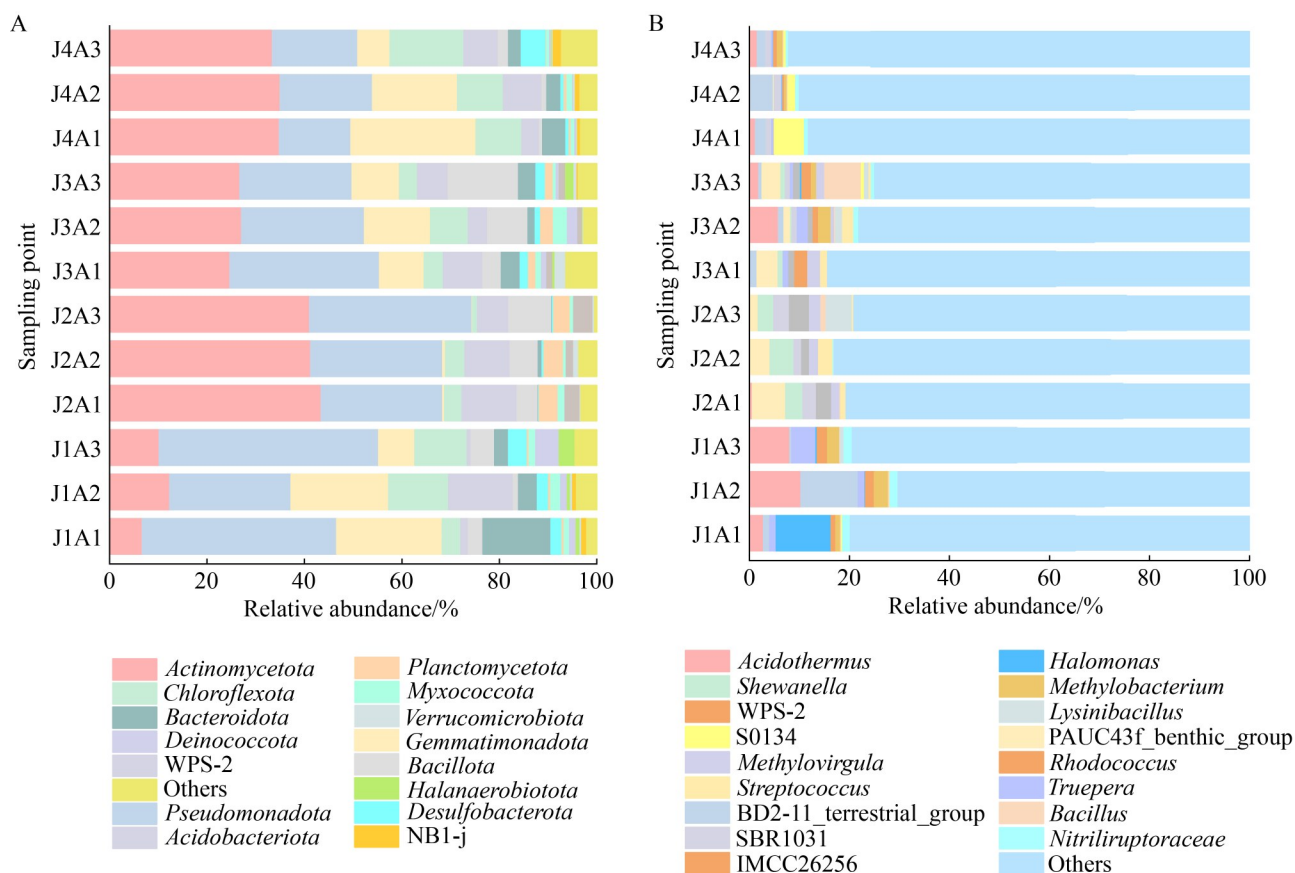 A
J4A3
J4A2
J4A1
J3A3
J3A2
J3A1
J2A3
J2A2
J2A1
J1A3
J1A2
J1A1
Sampling point
0 20 40 60 80 100
Relative abundance/%
Actinomycetota
Chloroflexota
Bacteroidota
Deinococcota
WPS-2
Others
Pseudomonadota
Acidobacteriota
Planctomycetota
Myxococcota
Verrucomicrobiota
Gemmatimonadota
Bacillota
Halanaerobiotota
Desulfobacterota
NB1-j
B
J4A3
J4A2
J4A1
J3A3
J3A2
J3A1
J2A3
J2A2
J2A1
J1A3
J1A2
J1A1
Sampling point
0 20 40 60 80 100
Relative abundance/%
Acidothermus
Shewanella
WPS-2
S0134
Methylovirgula
Streptococcus
BD2-11_terrestrial_group
SBR1031
IMCC26256
Halomonas
Methylobacterium
Lysinibacillus
PAUC43f_benthic_group
Rhodococcus
Truepera
Bacillus
Nitriliruptoraceae
Others